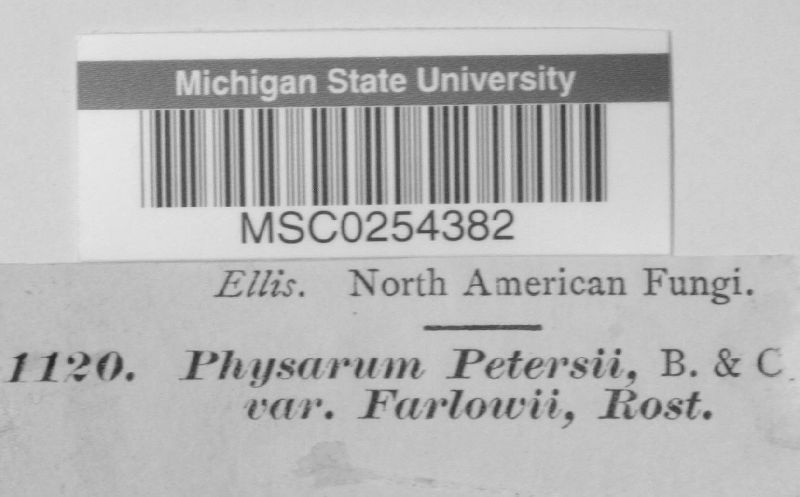 Michigan State University
MSC0254382
Ellis. North American Fungi.
1120. Physarum Petersii, B. & C.
var. Farlowii, Rost.